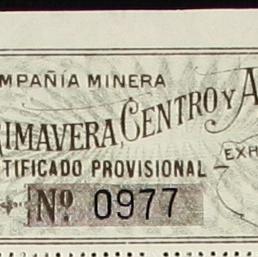 MPAÑIA MINERA
IMAVERA, CENTRO Y A
TIFICADO PROVISIONAL
EXH
Nº 0977